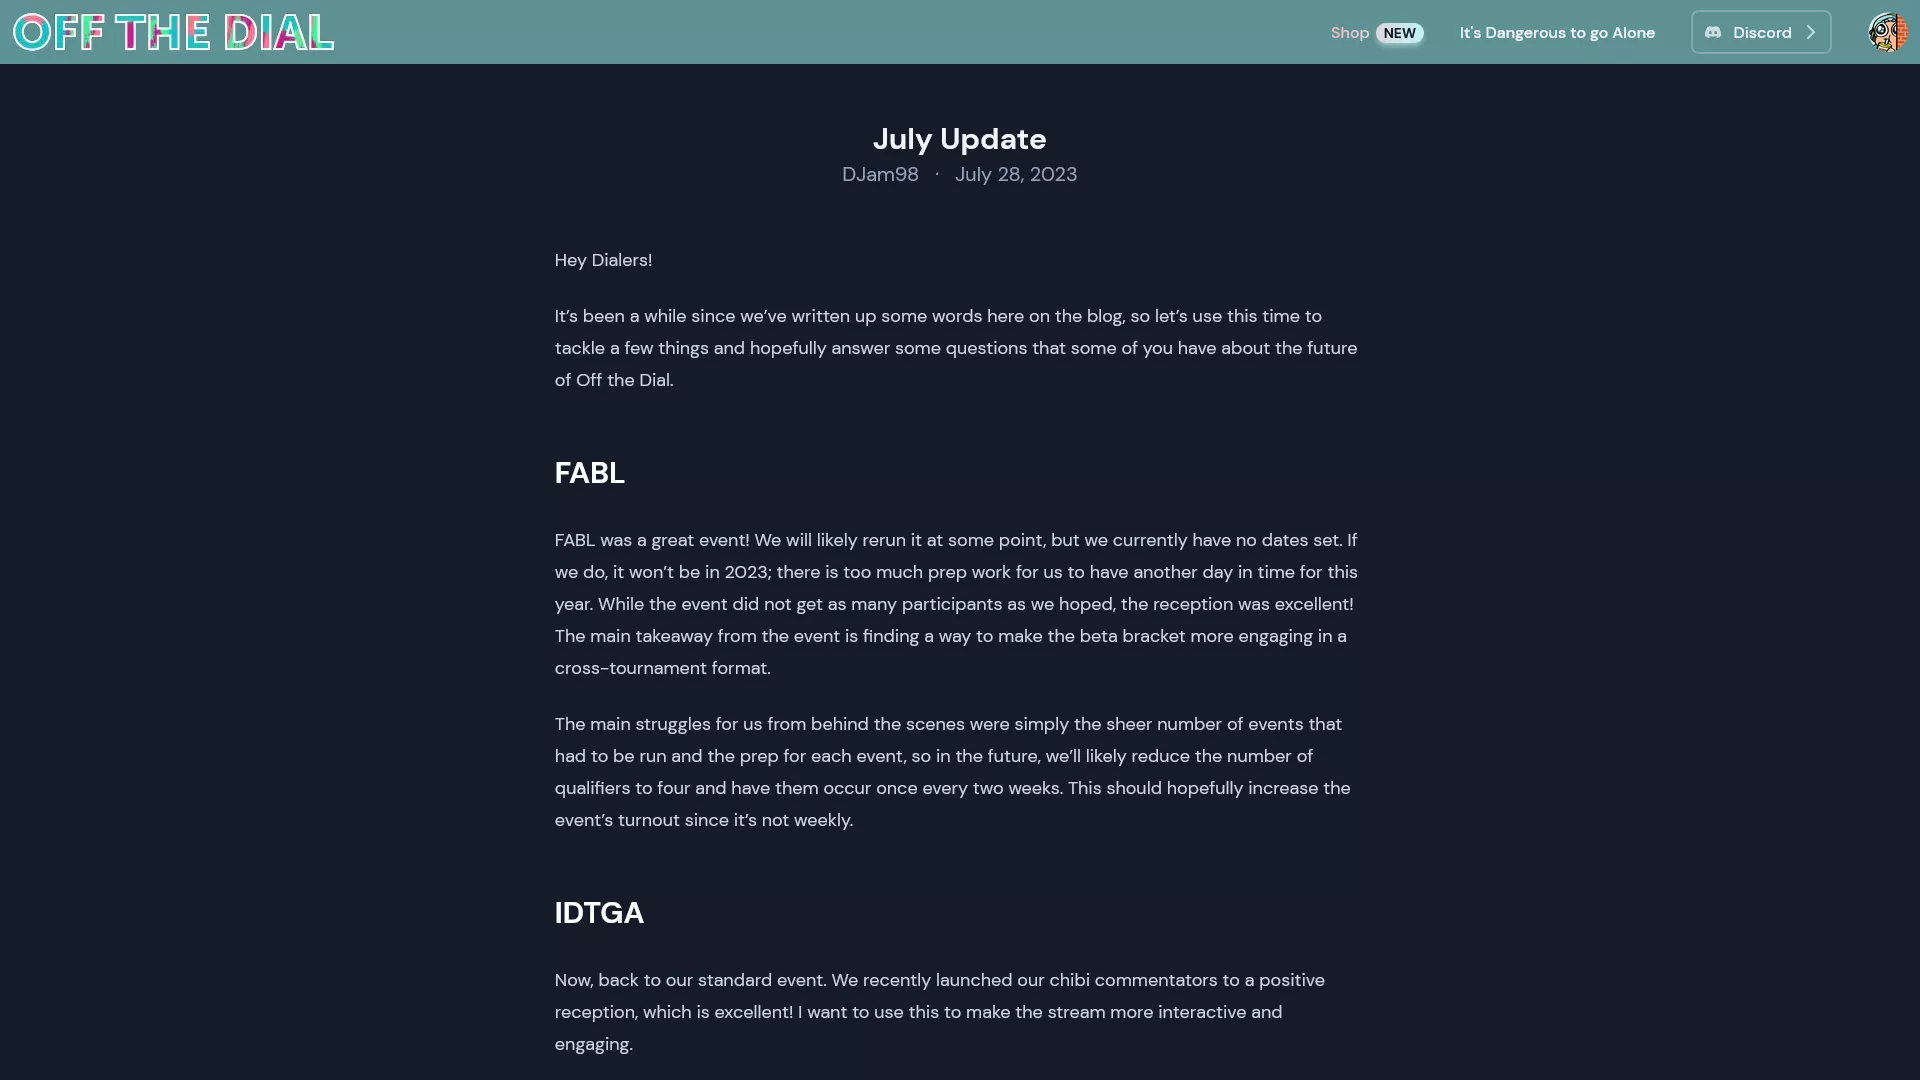 OFF THE DIAL
Shop NEW
It's Dangerous to go Alone
Discord
July Update
DJam98 · July 28, 2023
Hey Dialers!
It’s been a while since we’ve written up some words here on the blog, so let’s use this time to
tackle a few things and hopefully answer some questions that some of you have about the future
of Off the Dial.
FABL
FABL was a great event! We will likely rerun it at some point, but we currently have no dates set. If
we do, it won’t be in 2023; there is too much prep work for us to have another day in time for this
year. While the event did not get as many participants as we hoped, the reception was excellent!
The main takeaway from the event is finding a way to make the beta bracket more engaging in a
cross-tournament format.
The main struggles for us from behind the scenes were simply the sheer number of events that
had to be run and the prep for each event, so in the future, we’ll likely reduce the number of
qualifiers to four and have them occur once every two weeks. This should hopefully increase the
event’s turnout since it’s not weekly.
IDTGA
Now, back to our standard event. We recently launched our chibi commentators to a positive
reception, which is excellent! I want to use this to make the stream more interactive and
engaging.